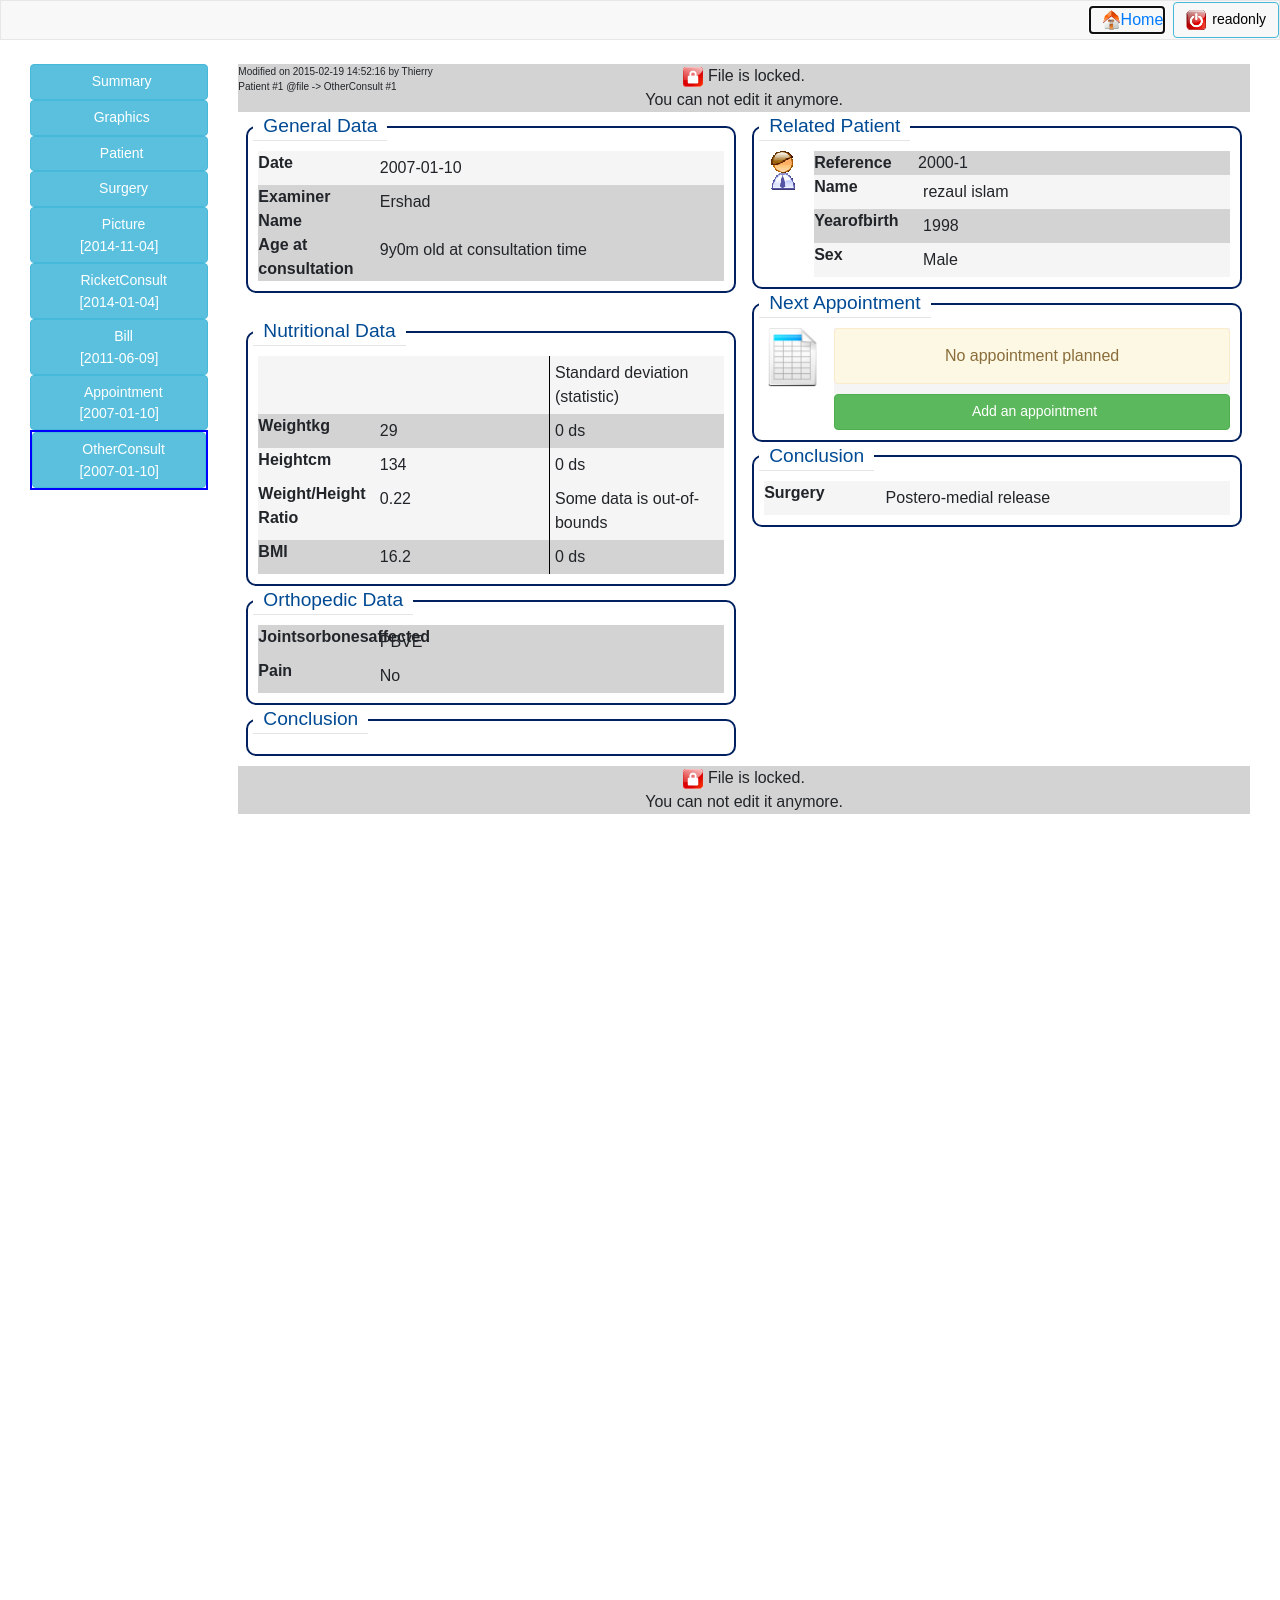 Home
readonly
Summary
Graphics
Patient
Surgery
Picture
[2014-11-04]
RicketConsult
[2014-01-04]
Bill
[2011-06-09]
Appointment
[2007-01-10]
OtherConsult
[2007-01-10]
Modified on 2015-02-19 14:52:16 by Thierry
Patient #1 @file -> OtherConsult #1
File is locked.
You can not edit it anymore.
General Data
Date 2007-01-10
Examiner Name Ershad
Age at consultation 9y0m old at consultation time
Nutritional Data
Standard deviation (statistic)
Weightkg 29 0 ds
Heightcm 134 0 ds
Weight/Height Ratio 0.22 Some data is out-of-bounds
BMI 16.2 0 ds
Orthopedic Data
Jointsorbonesaffected PBVE
Pain No
Conclusion
Related Patient
Reference 2000-1
Name rezaul islam
Yearofbirth 1998
Sex Male
Next Appointment
No appointment planned
Add an appointment
Conclusion
Surgery Postero-medial release
File is locked.
You can not edit it anymore.